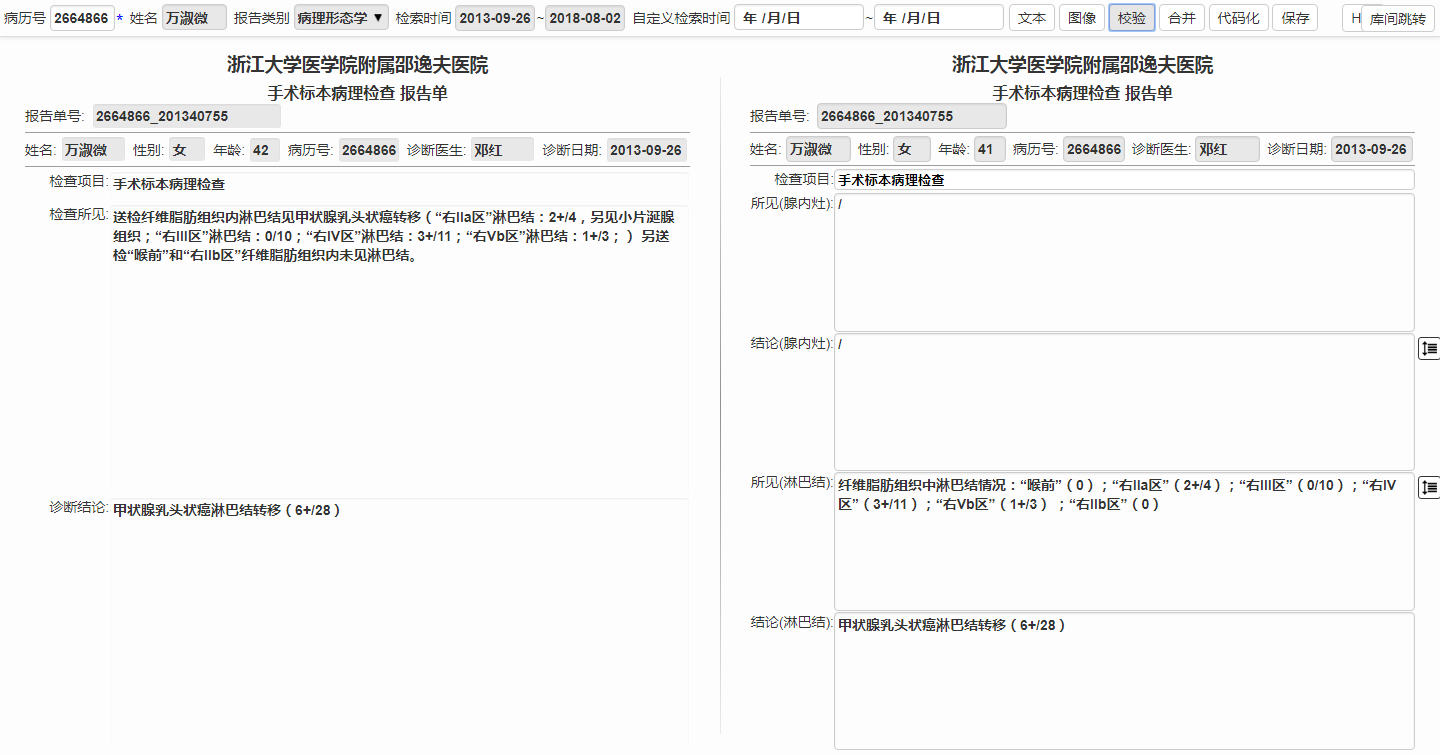 病历号 2664866 * 姓名 万淑微 报告类别 病理形态学 ▼ 检索时间 2013-09-26 ~ 2018-08-02 自定义检索时间 年 /月/日 ~ 年 /月/日 文本 图像 校验 合并 代码化 保存 H 库间跳转
浙江大学医学院附属邵逸夫医院
手术标本病理检查 报告单
报告单号: 2664866_201340755
姓名: 万淑微 性别: 女 年龄: 42 病历号: 2664866 诊断医生: 邓红 诊断日期: 2013-09-26
检查项目: 手术标本病理检查
检查所见: 送检纤维脂肪组织内淋巴结见甲状腺乳头状癌转移（“右IIa区”淋巴结：2+/4，另见小片涎腺
组织；“右III区”淋巴结：0/10；“右IV区”淋巴结：3+/11；“右Vb区”淋巴结：1+/3；）另送
检“喉前”和“右IIb区”纤维脂肪组织内未见淋巴结。
诊断结论: 甲状腺乳头状癌淋巴结转移（6+/28）
浙江大学医学院附属邵逸夫医院
手术标本病理检查 报告单
报告单号: 2664866_201340755
姓名: 万淑微 性别: 女 年龄: 41 病历号: 2664866 诊断医生: 邓红 诊断日期: 2013-09-26
检查项目: 手术标本病理检查
所见(腺内灶): /
结论(腺内灶): /
所见(淋巴结): 纤维脂肪组织中淋巴结情况：“喉前”（0）；“右IIa区”（2+/4）；“右III区”（0/10）；“右IV
区”（3+/11）；“右Vb区”（1+/3） ；“右IIb区”（0）
结论(淋巴结): 甲状腺乳头状癌淋巴结转移（6+/28）